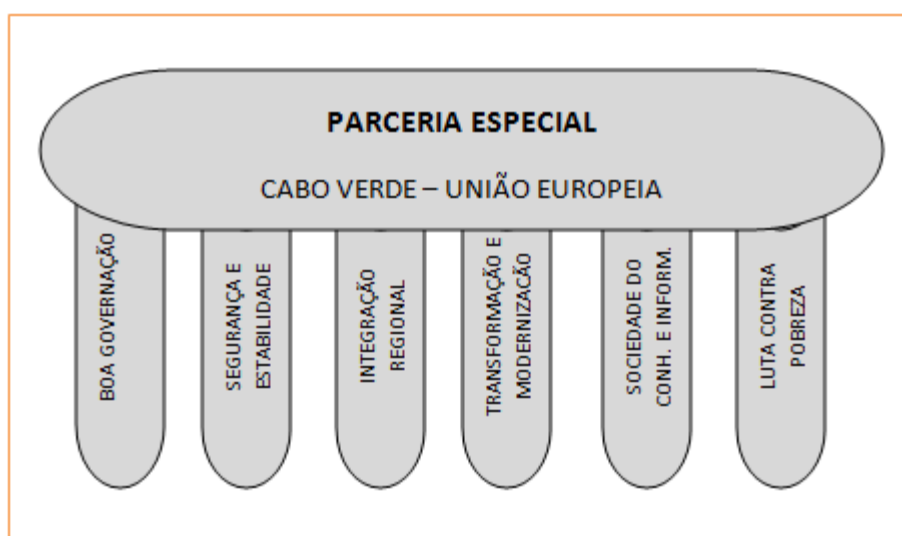 PARCERIA ESPECIAL
CABO VERDE – UNIÃO EUROPEIA
BOA GOVERNAÇÃO
SEGURANÇA E
ESTABILIDADE
INTEGRAÇÃO
REGIONAL
TRANSFORMAÇÃO E
MODERNIZAÇÃO
SOCIEDADE DO
CONH. E INFORM.
LUTA CONTRA
POBREZA